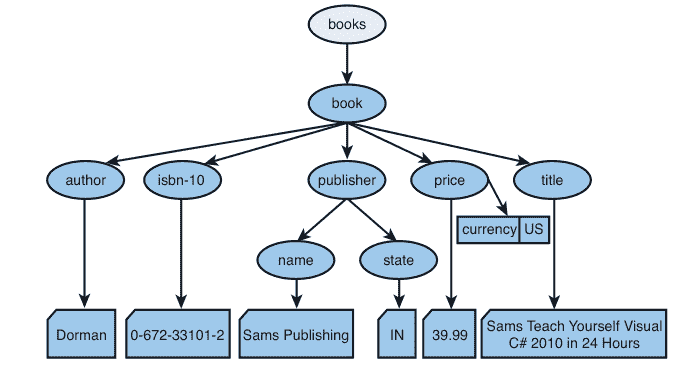 books
book
author
isbn-10
publisher
price
title
currency US
name
state
Dorman
0-672-33101-2
Sams Publishing
IN
39.99
Sams Teach Yourself Visual
C# 2010 in 24 Hours